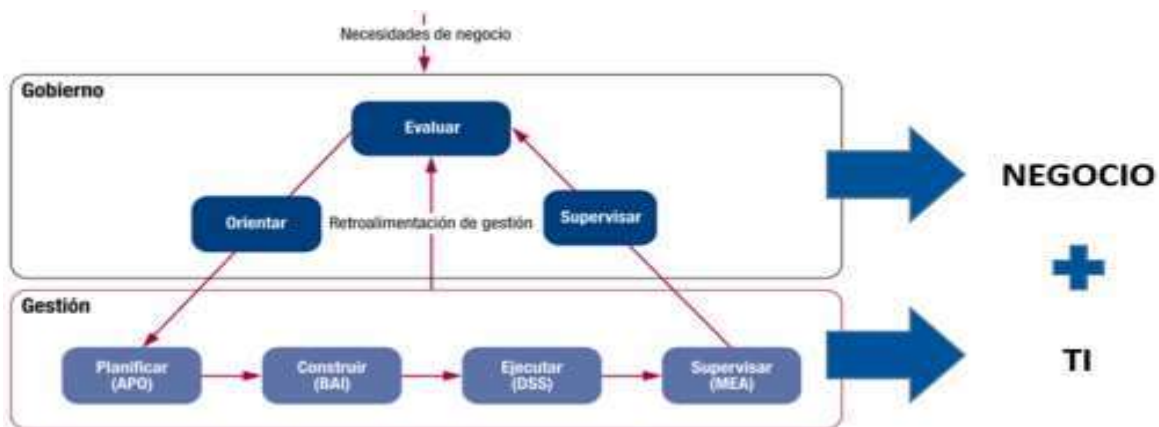 Necesidades de negocio
Gobierno
Evaluar
Orientar
Retroalimentación de gestión
Supervisar
NEGOCIO
Gestión
Planificar
(APO)
Construir
(BAI)
Ejecutar
(DSS)
Supervisar
(MEA)
TI